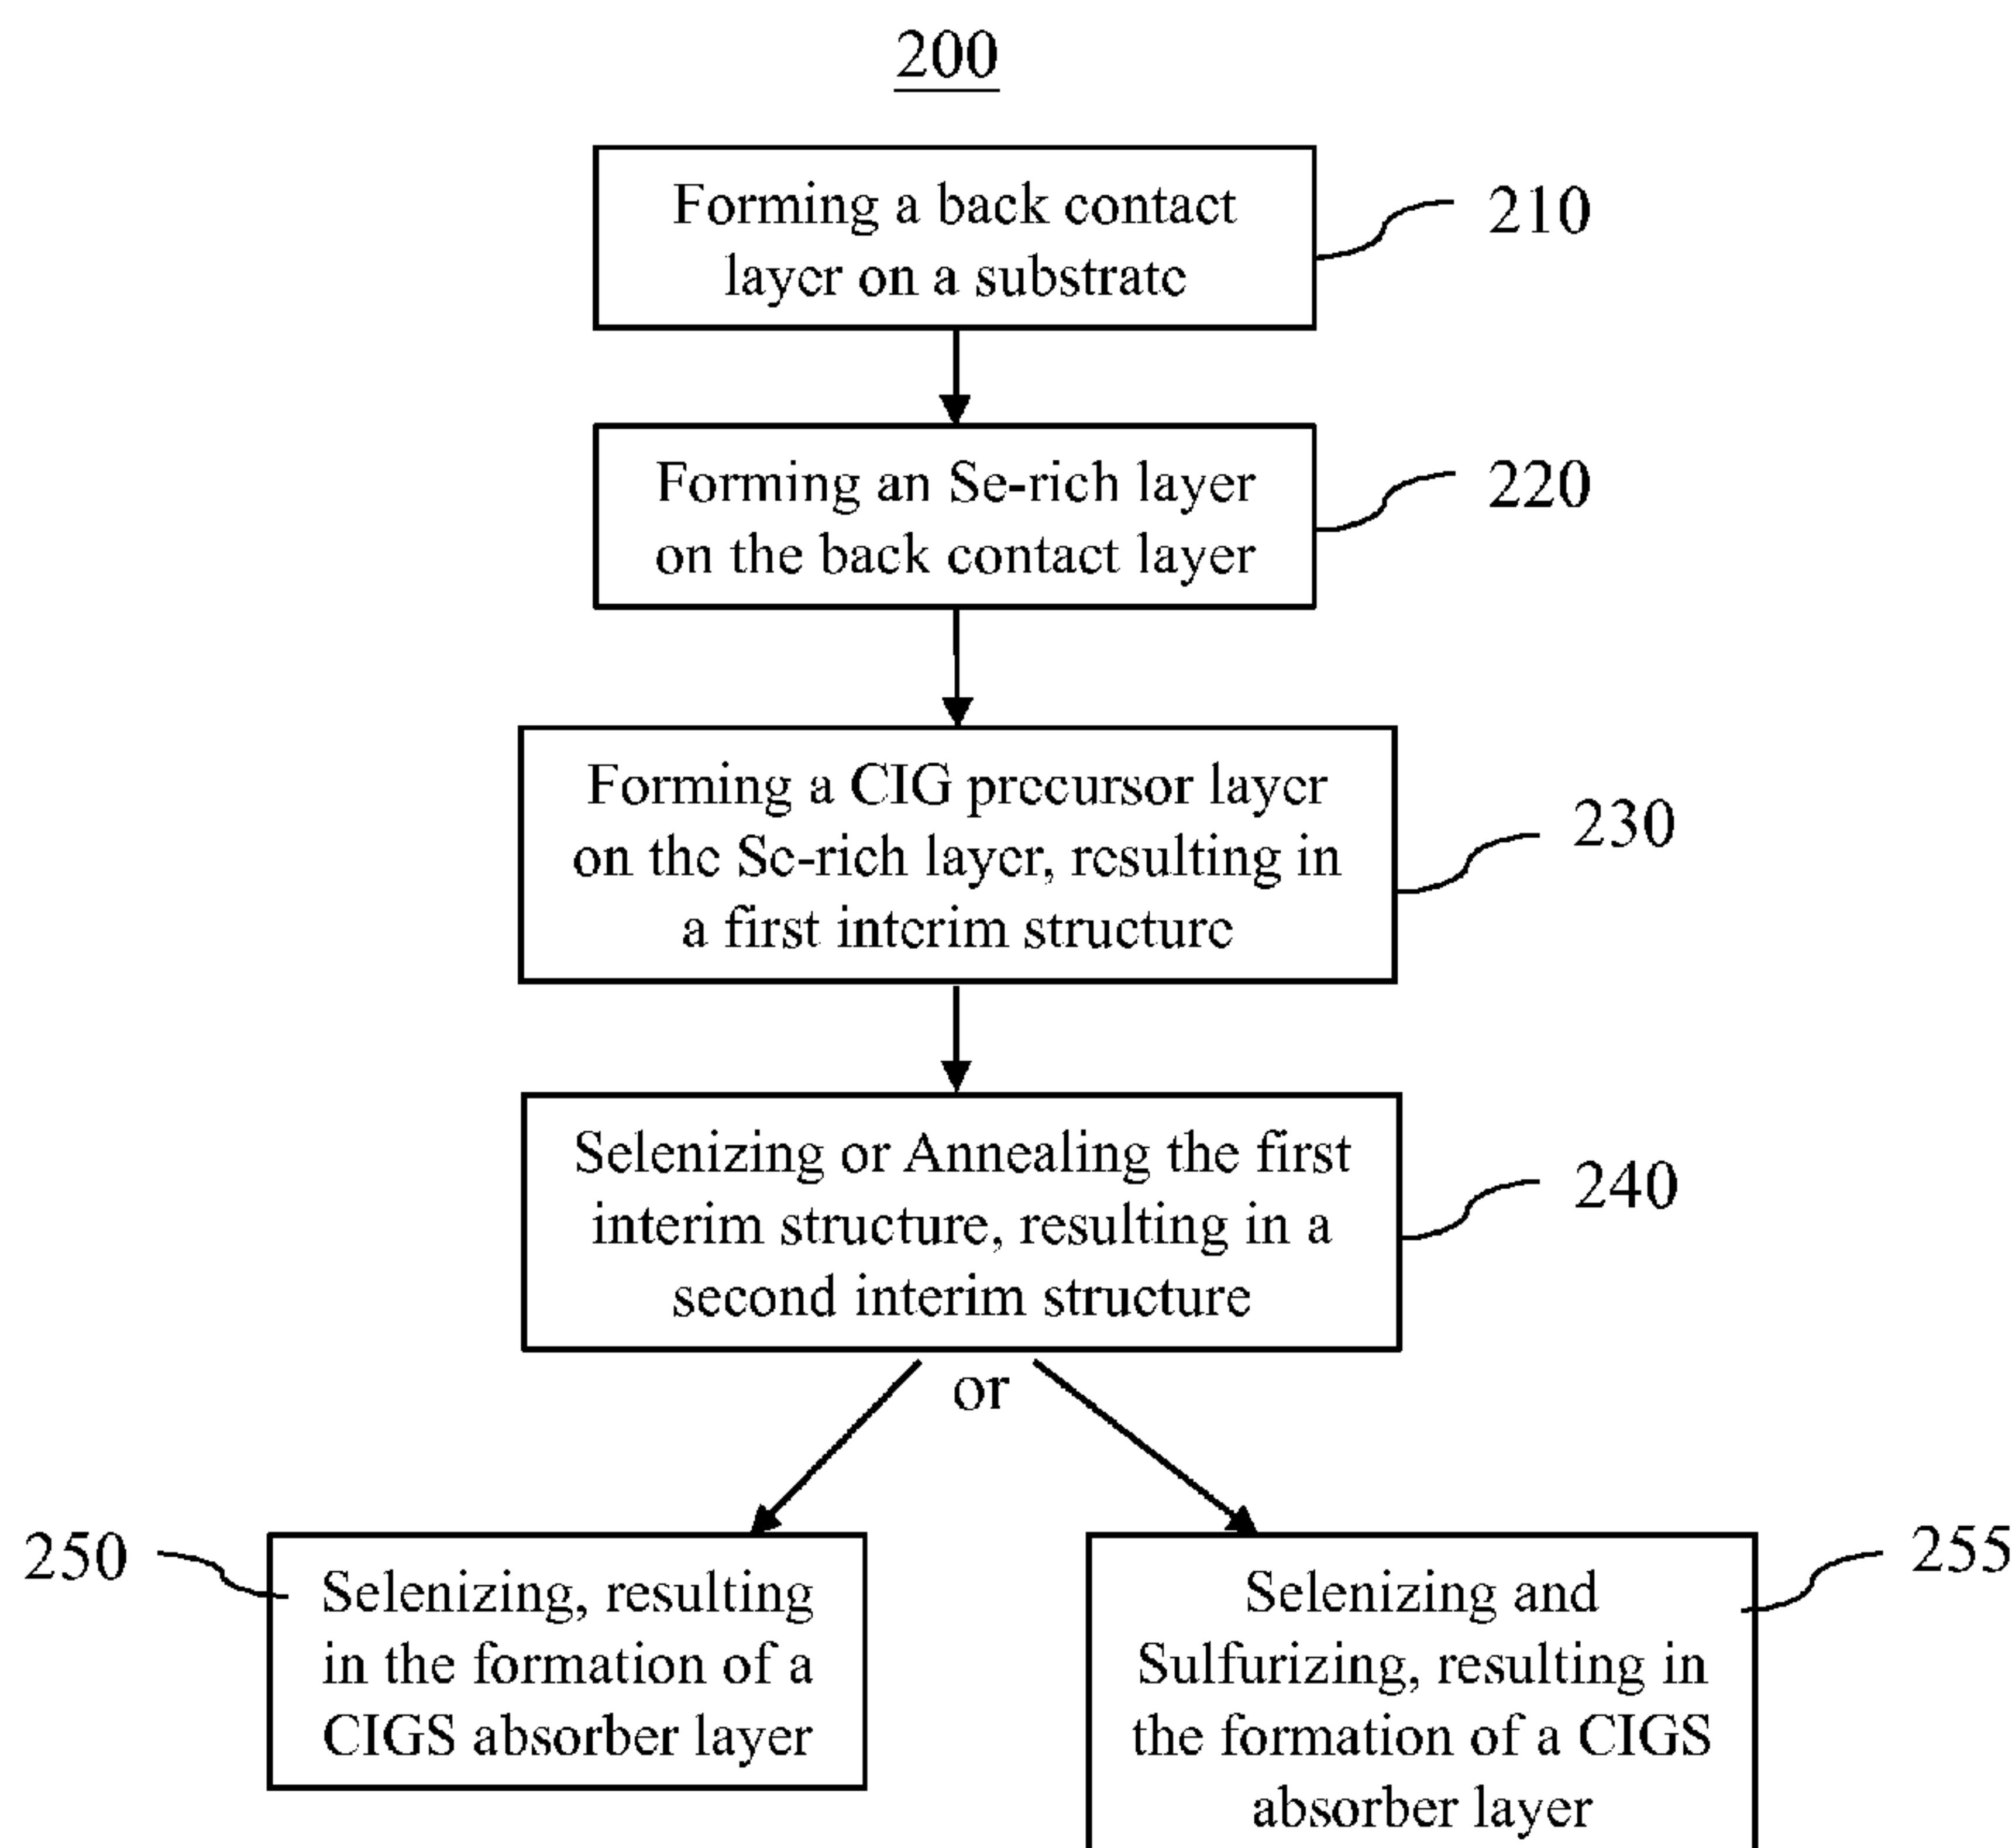 200
Forming a back contact
layer on a substrate
210
Forming an Se-rich layer
on the back contact layer
220
Forming a CIG precursor layer
on the Se-rich layer, resulting in
a first interim structure
230
Selenizing or Annealing the first
interim structure, resulting in a
second interim structure
240
or
250
Selenizing, resulting
in the formation of a
CIGS absorber layer
Selenizing and
Sulfurizing, resulting in
the formation of a CIGS
absorber layer
255